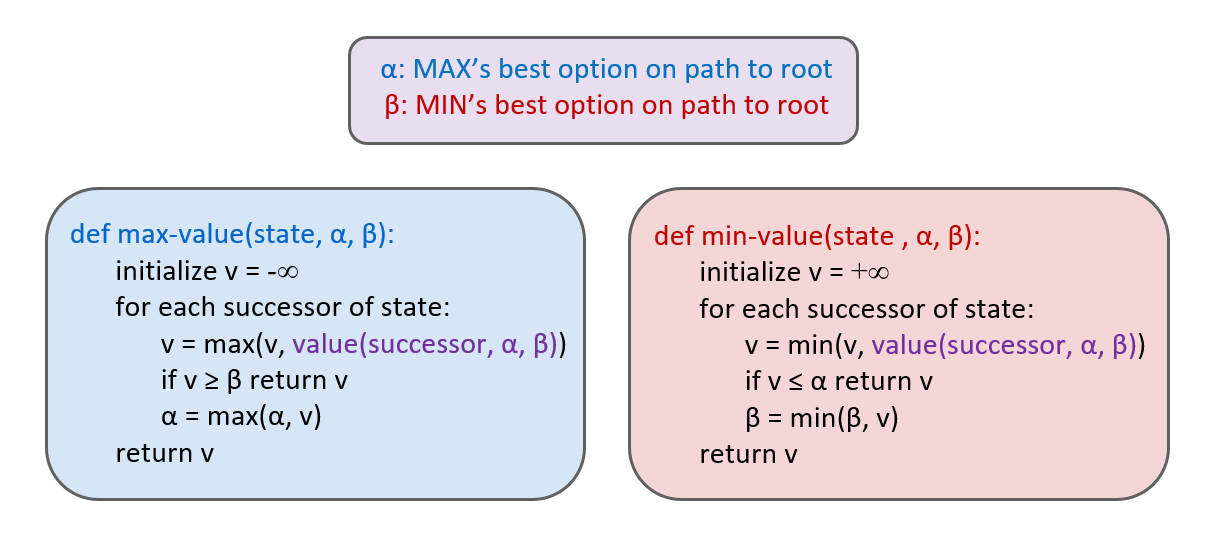 α: MAX’s best option on path to root
β: MIN’s best option on path to root
def max-value(state, α, β):
initialize v = -∞
for each successor of state:
v = max(v, value(successor, α, β))
if v ≥ β return v
α = max(α, v)
return v
def min-value(state , α, β):
initialize v = +∞
for each successor of state:
v = min(v, value(successor, α, β))
if v ≤ α return v
β = min(β, v)
return v